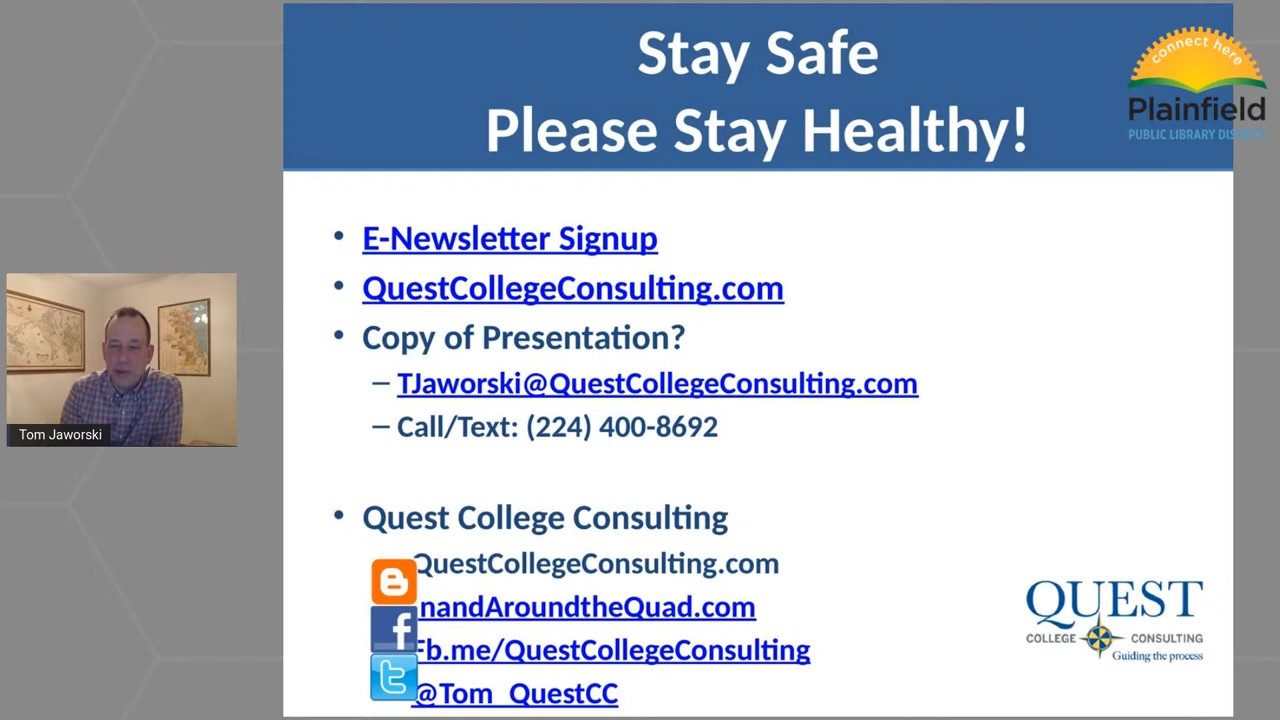 Stay Safe
Please Stay Healthy!
connect here
Plainfield
PUBLIC LIBRARY DISTRICT
• E-Newsletter Signup
• QuestCollegeConsulting.com
• Copy of Presentation?
– TJaworski@QuestCollegeConsulting.com
– Call/Text: (224) 400-8692
Tom Jaworski
• Quest College Consulting
QuestCollegeConsulting.com
nandAroundtheQuad.com
Fb.me/QuestCollegeConsulting
@Tom_QuestCC
QUEST
COLLEGE CONSULTING
Guiding the process